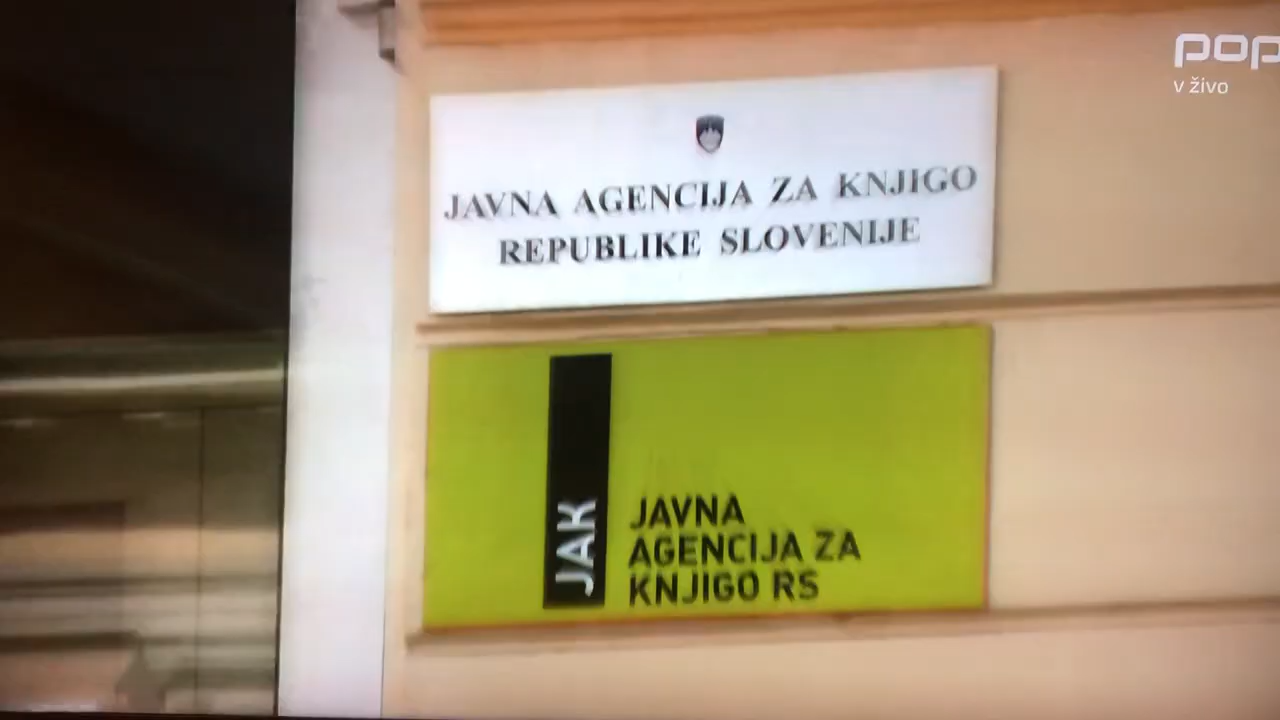 pop
v živo
JAVNA AGENCIJA ZA KNJIGO
REPUBLIKE SLOVENIJE
JAK
JAVNA
AGENCIJA ZA
KNJIGO RS